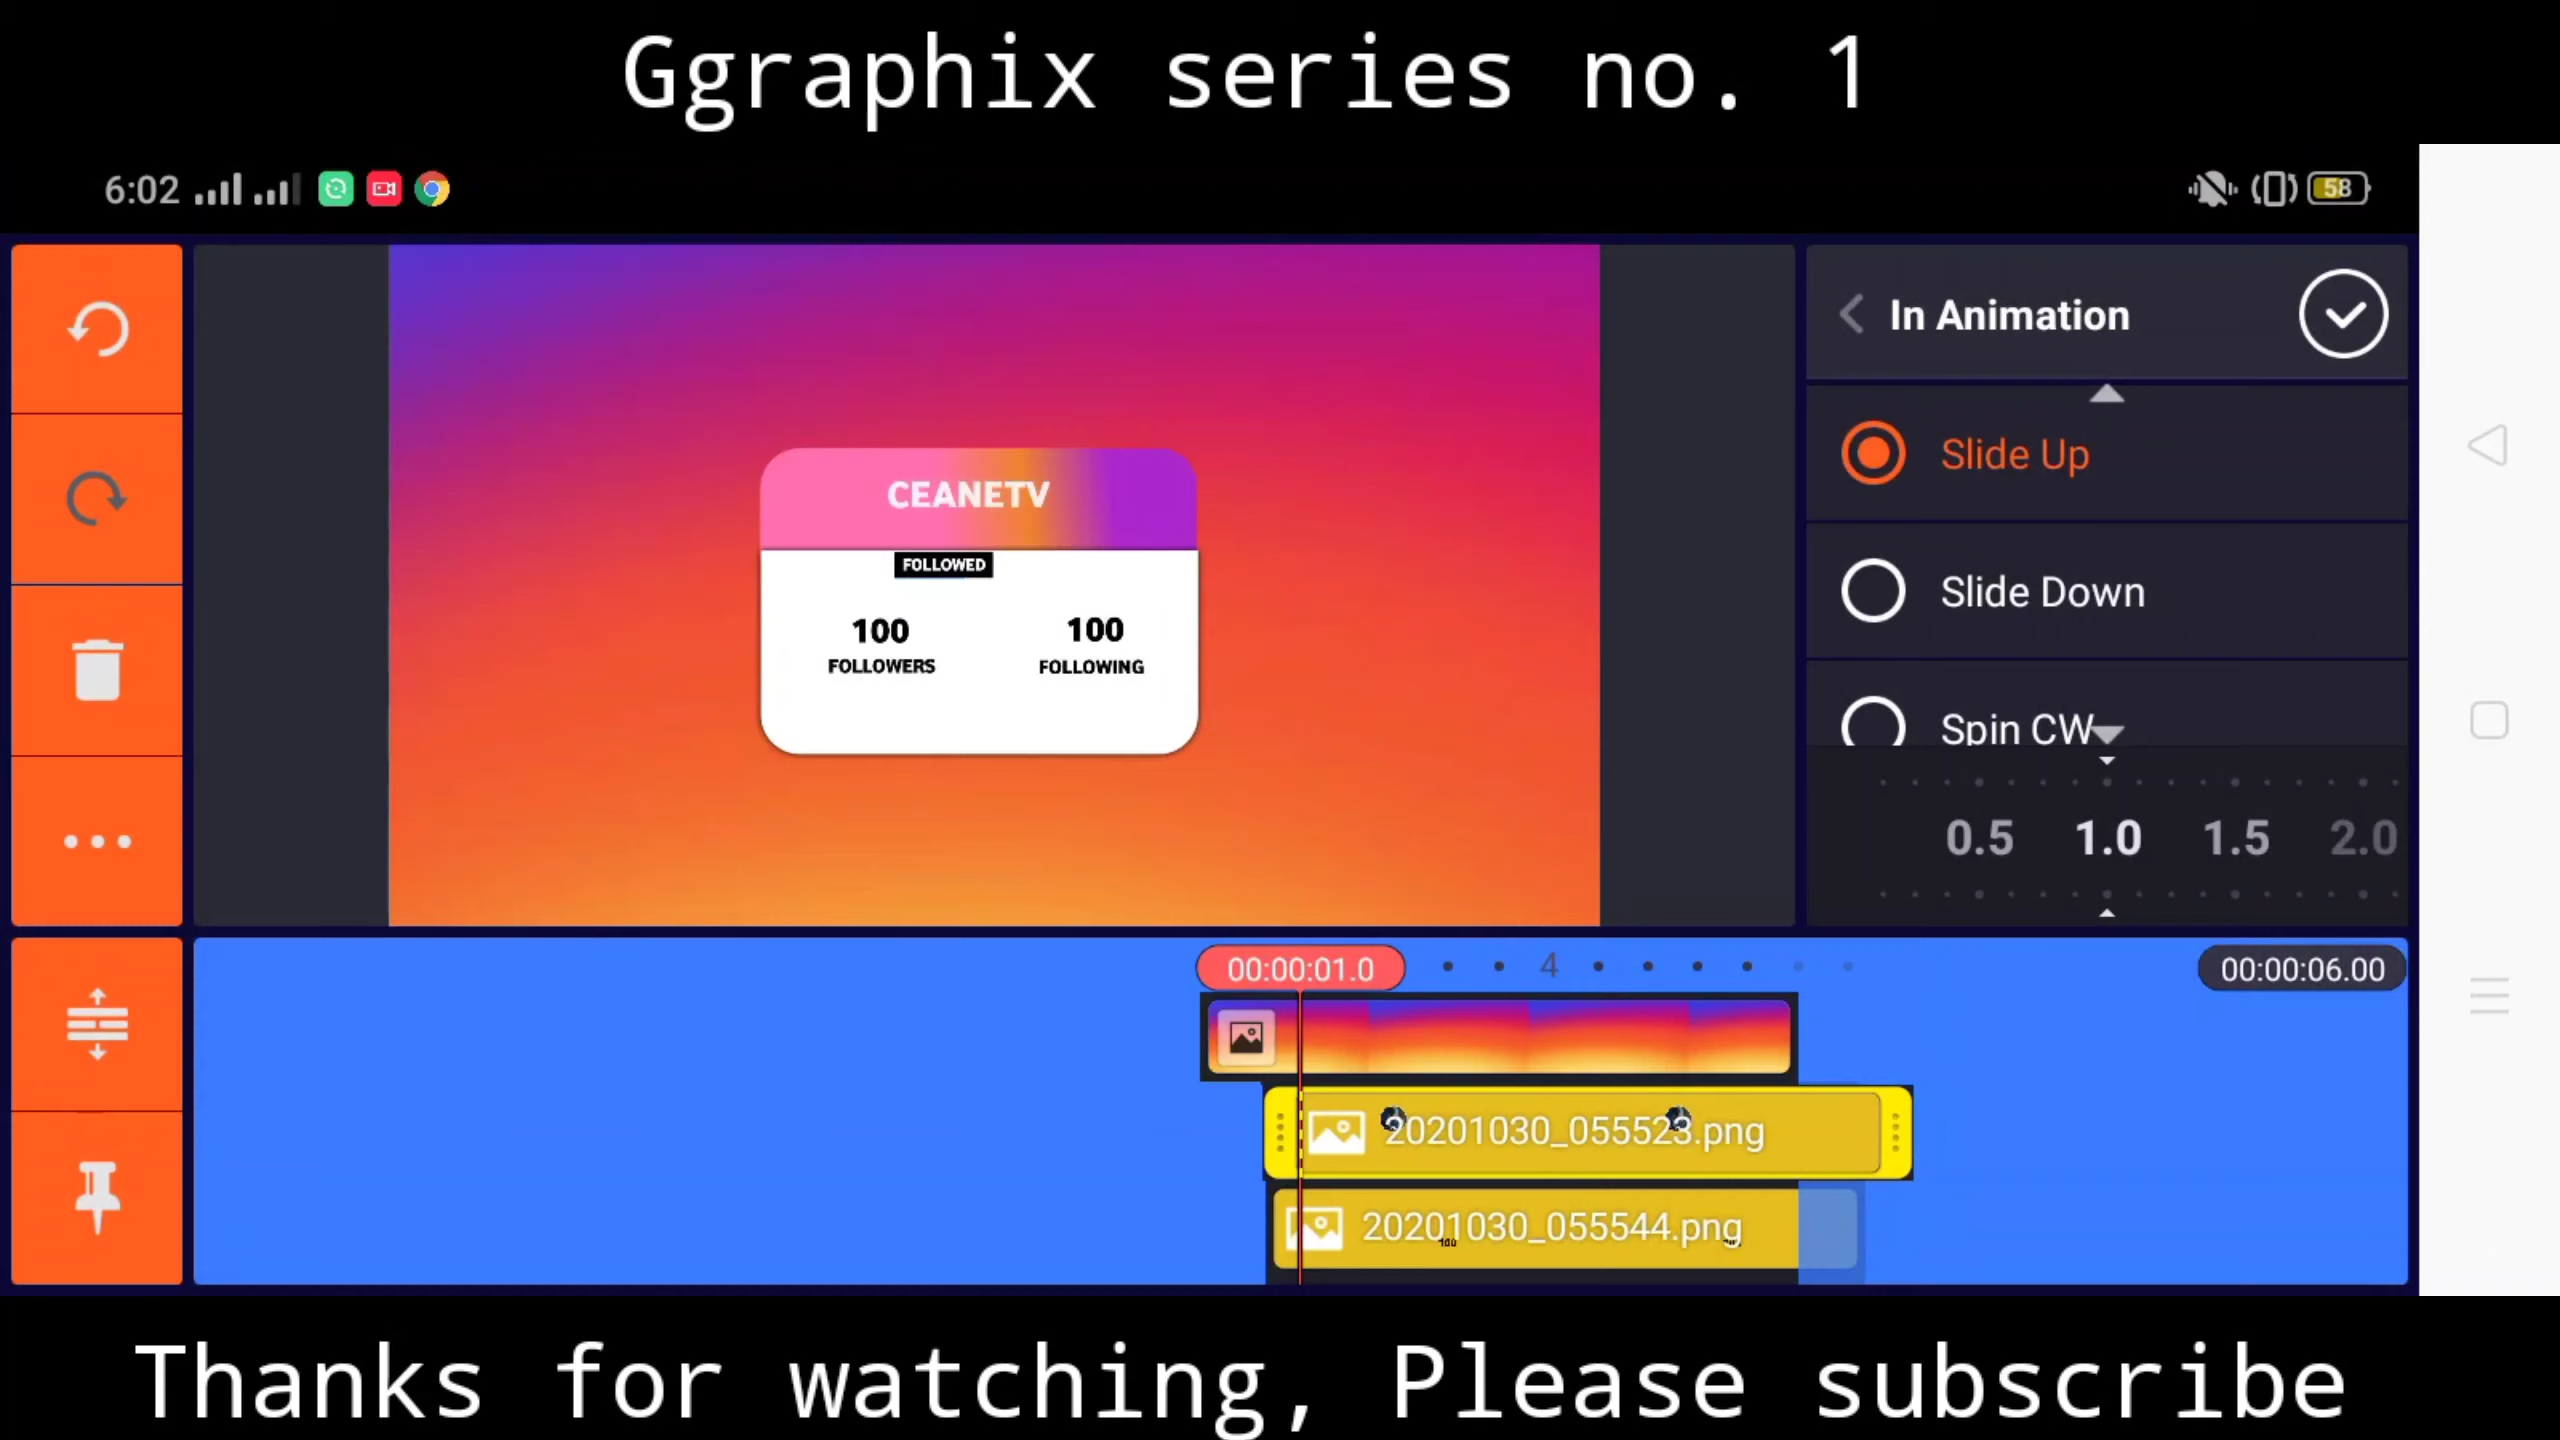 Ggraphix series no. 1
6:02
58
In Animation
CEANETV
Slide Up
FOLLOWED
Slide Down
100
100
FOLLOWERS
FOLLOWING
Spin CW
0.5 1.0 1.5 2.0
00:00:01.0
4
00:00:06.00
20201030_055523.png
20201030_055544.png
100
Thanks for watching, Please subscribe